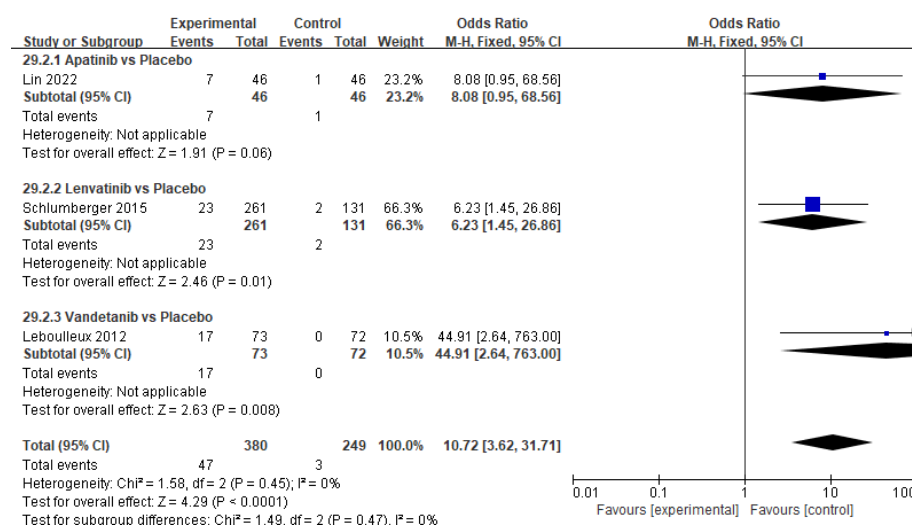 Experimental Control Odds Ratio Odds Ratio
Study or Subgroup Events Total Events Total Weight M-H, Fixed, 95% CI M-H, Fixed, 95% CI
29.2.1 Apatinib vs Placebo
Lin 2022 7 46 1 46 23.2% 8.08 [0.95, 68.56]
Subtotal (95% CI) 46 46 23.2% 8.08 [0.95, 68.56]
Total events 7 1
Heterogeneity: Not applicable
Test for overall effect: Z = 1.91 (P = 0.06)
29.2.2 Lenvatinib vs Placebo
Schlumberger 2015 23 261 2 131 66.3% 6.23 [1.45, 26.86]
Subtotal (95% CI) 261 131 66.3% 6.23 [1.45, 26.86]
Total events 23 2
Heterogeneity: Not applicable
Test for overall effect: Z = 2.46 (P = 0.01)
29.2.3 Vandetanib vs Placebo
Leboulleux 2012 17 73 0 72 10.5% 44.91 [2.64, 763.00]
Subtotal (95% CI) 73 72 10.5% 44.91 [2.64, 763.00]
Total events 17 0
Heterogeneity: Not applicable
Test for overall effect: Z = 2.63 (P = 0.008)
Total (95% CI) 380 249 100.0% 10.72 [3.62, 31.71]
Total events 47 3
Heterogeneity: Chi² = 1.58, df = 2 (P = 0.45); I² = 0%
Test for overall effect: Z = 4.29 (P < 0.0001)
Test for subgroup differences: Chi² = 1.49, df = 2 (P = 0.47), I² = 0%
0.01 0.1 1 10 100
Favours [experimental] Favours [control]